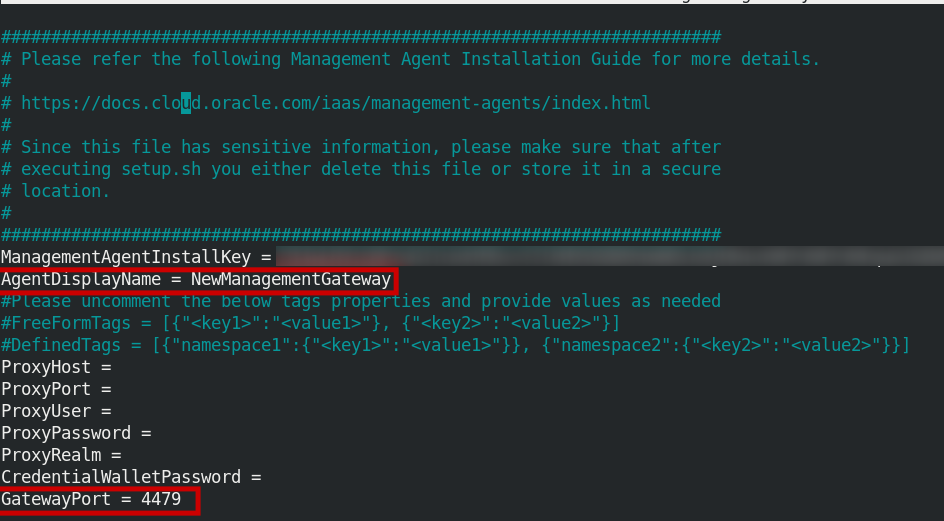 ########################################################################
# Please refer the following Management Agent Installation Guide for more details.
#
# https://docs.cloud.oracle.com/iaas/management-agents/index.html
#
# Since this file has sensitive information, please make sure that after
# executing setup.sh you either delete this file or store it in a secure
# location.
#
########################################################################
ManagementAgentInstallKey =
AgentDisplayName = NewManagementGateway
#Please uncomment the below tags properties and provide values as needed
#FreeFormTags = [{"<key1>":"<value1>"}, {"<key2>":"<value2>"}]
#DefinedTags = [{"namespace1":{"<key1>":"<value1>"}}, {"namespace2":{"<key2>":"<value2>"}}]
ProxyHost =
ProxyPort =
ProxyUser =
ProxyPassword =
ProxyRealm =
CredentialWalletPassword =
GatewayPort = 4479